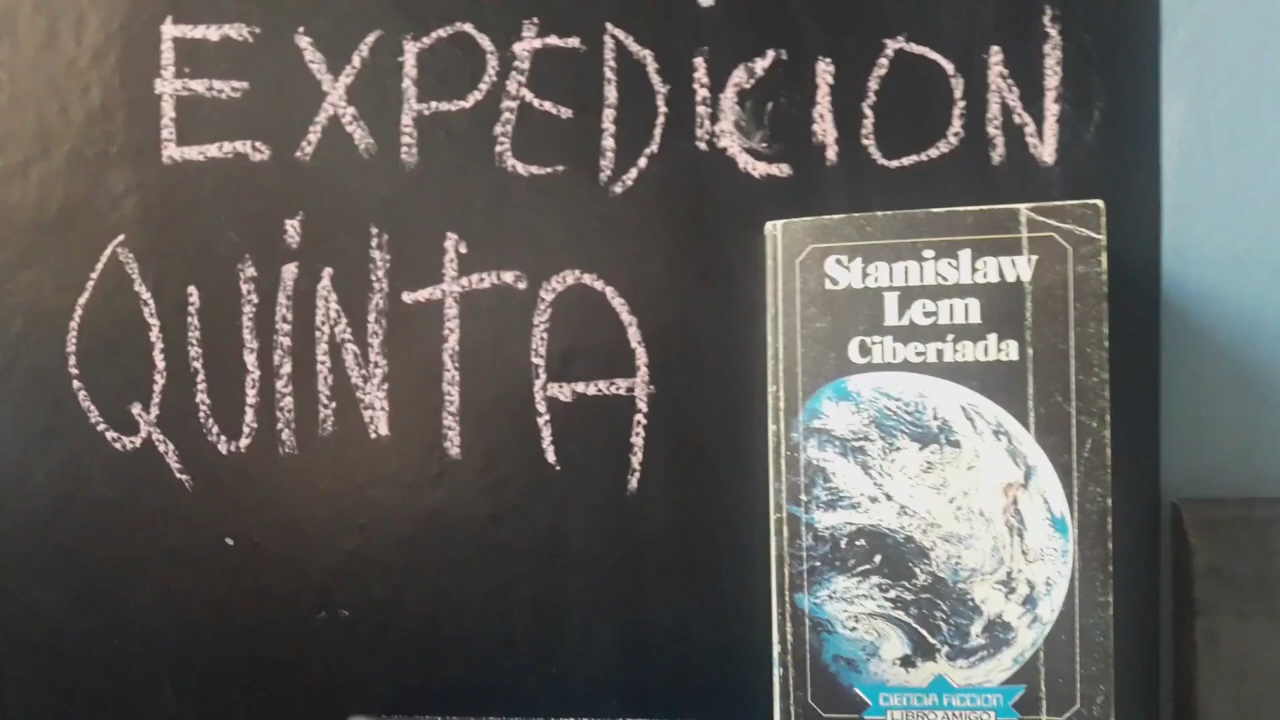 EXPEDICION
QUINTA
Stanislaw
Lem
Ciberíada
CIENCIA FICCION
LIBRO AMIGO